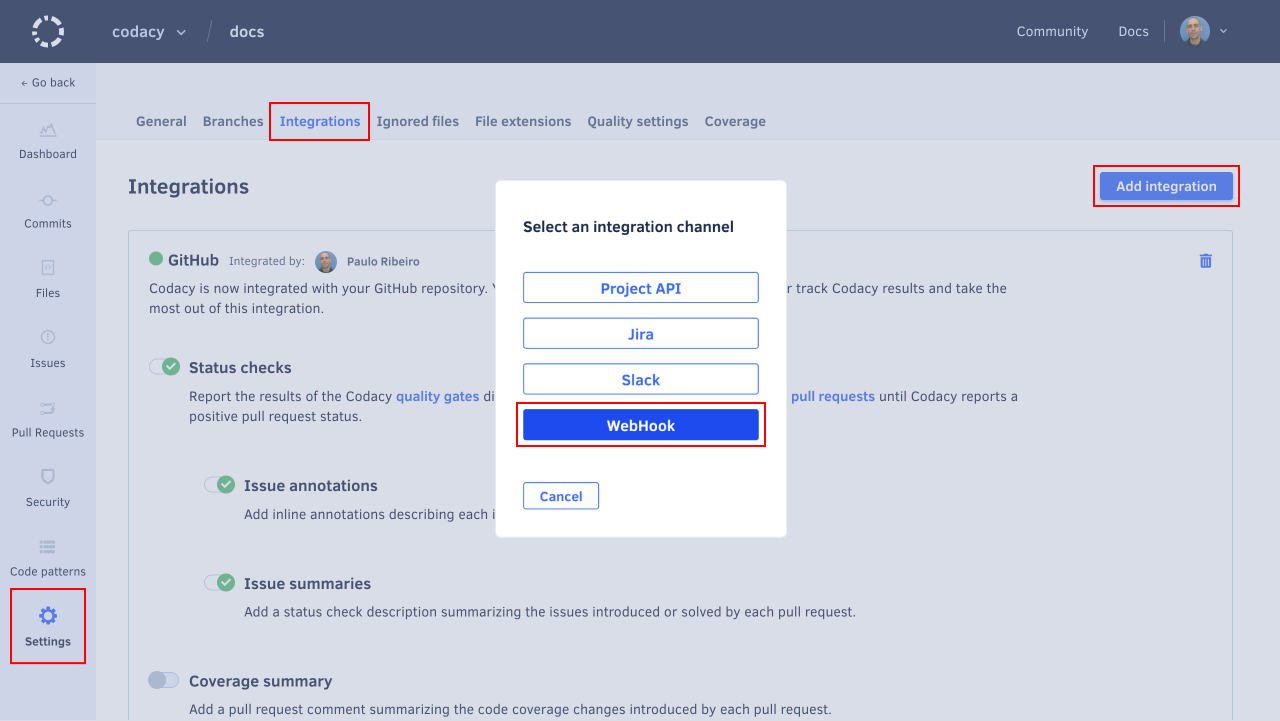 codacy
docs
Community
Docs
← Go back
Dashboard
Commits
Files
Issues
Pull Requests
Security
Code patterns
Settings
General
Branches
Integrations
Ignored files
File extensions
Quality settings
Coverage
Integrations
Add integration
GitHub Integrated by: Paulo Ribeiro
Codacy is now integrated with your GitHub repository. r track Codacy results and take the
most out of this integration.
Status checks
Report the results of the Codacy quality gates di pull requests until Codacy reports a
positive pull request status.
Issue annotations
Add inline annotations describing each i
Issue summaries
Add a status check description summarizing the issues introduced or solved by each pull request.
Coverage summary
Add a pull request comment summarizing the code coverage changes introduced by each pull request.
Select an integration channel
Project API
Jira
Slack
WebHook
Cancel